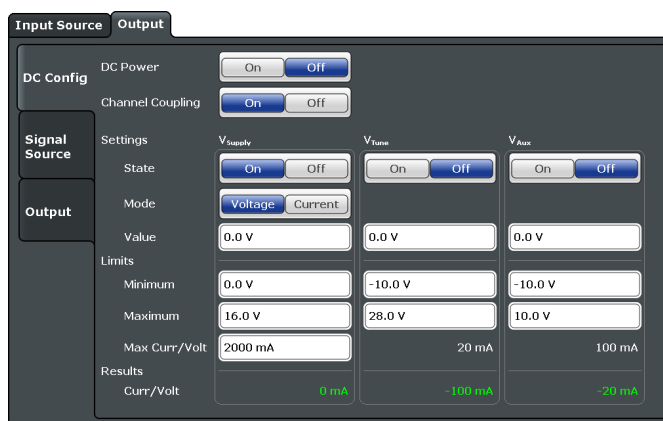 Input Source Output
DC Config
DC Power On Off
Channel Coupling On Off
Signal Source
Settings VSupply VTune VAux
State On Off On Off On Off
Output
Mode Voltage Current
Value 0.0 V 0.0 V 0.0 V
Limits
Minimum 0.0 V -10.0 V -10.0 V
Maximum 16.0 V 28.0 V 10.0 V
Max Curr/Volt 2000 mA 20 mA 100 mA
Results
Curr/Volt 0 mA -100 mA -20 mA